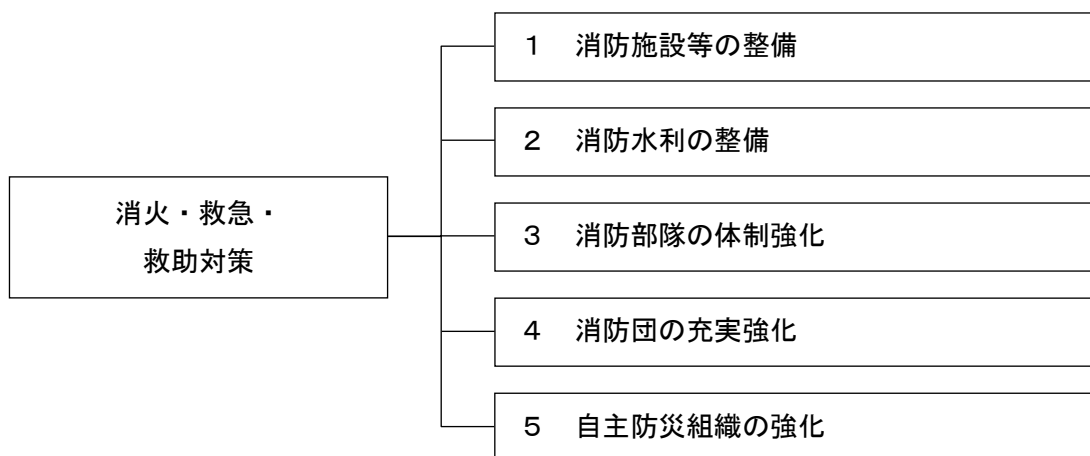 消火・救急・
救助対策
１　消防施設等の整備
２　消防水利の整備
３　消防部隊の体制強化
４　消防団の充実強化
５　自主防災組織の強化